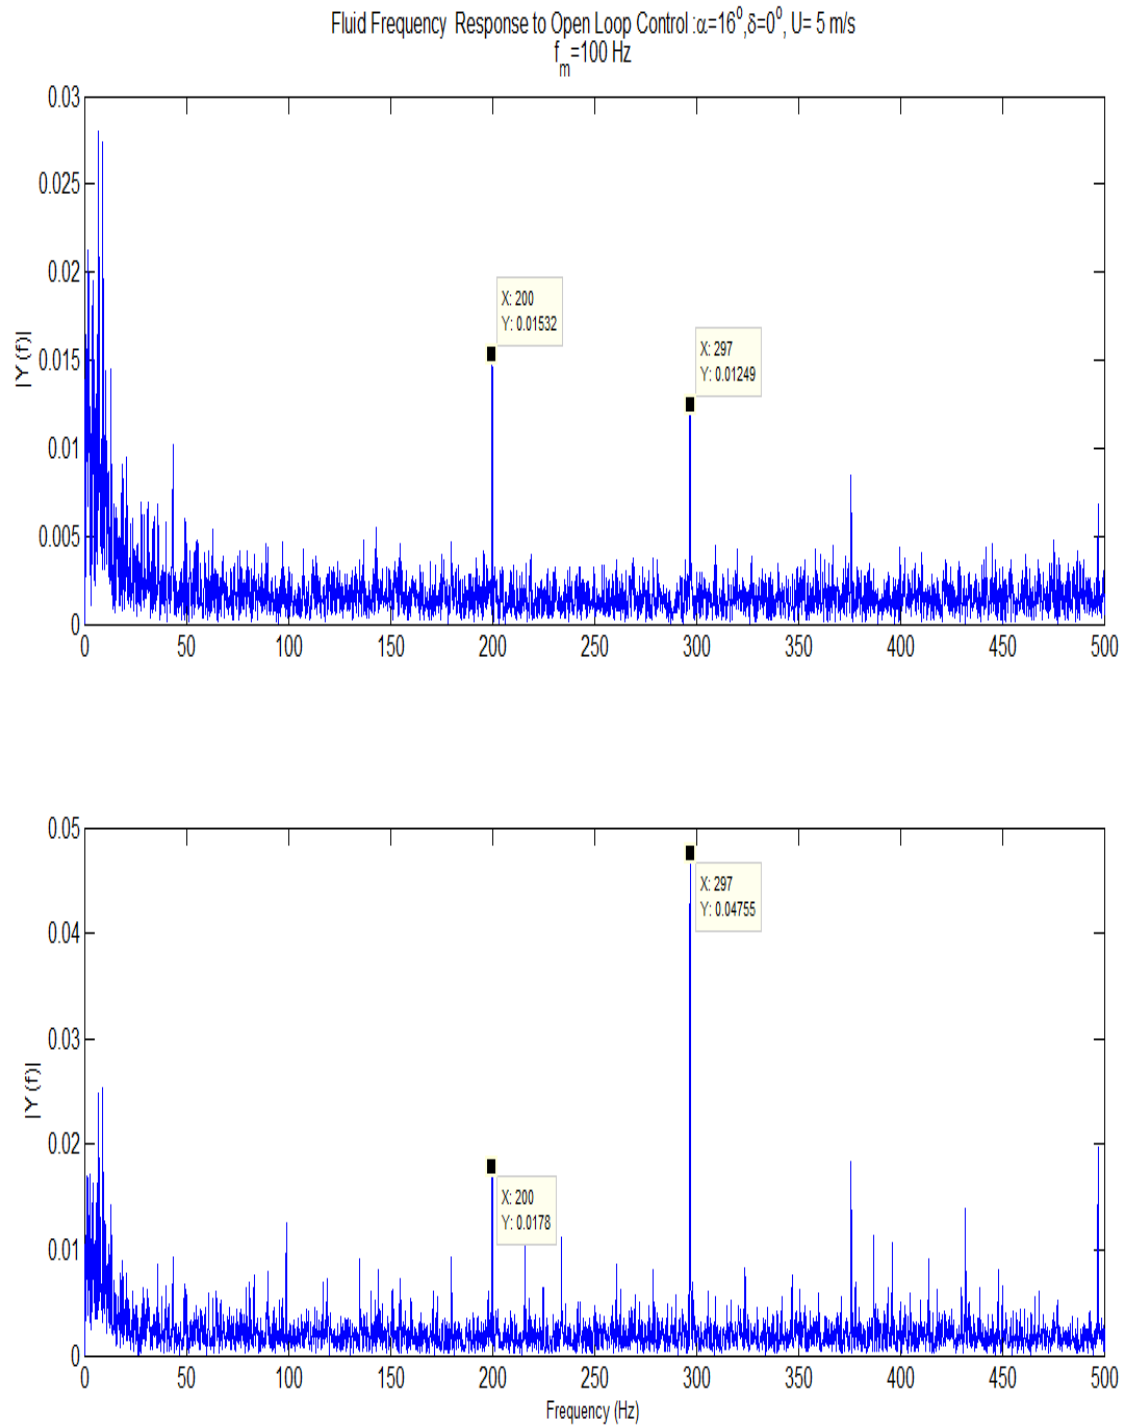 Fluid Frequency Response to Open Loop Control :α=16⁰,δ=0⁰, U= 5 m/s
f_m=100 Hz
0.03
0.025
0.02
0.015
0.01
0.005
0
|Y(f)|
X: 200
Y: 0.01532
X: 297
Y: 0.01249
0 50 100 150 200 250 300 350 400 450 500
0.05
0.04
0.03
0.02
0.01
0
|Y(f)|
X: 297
Y: 0.04755
X: 200
Y: 0.0178
0 50 100 150 200 250 300 350 400 450 500
Frequency (Hz)